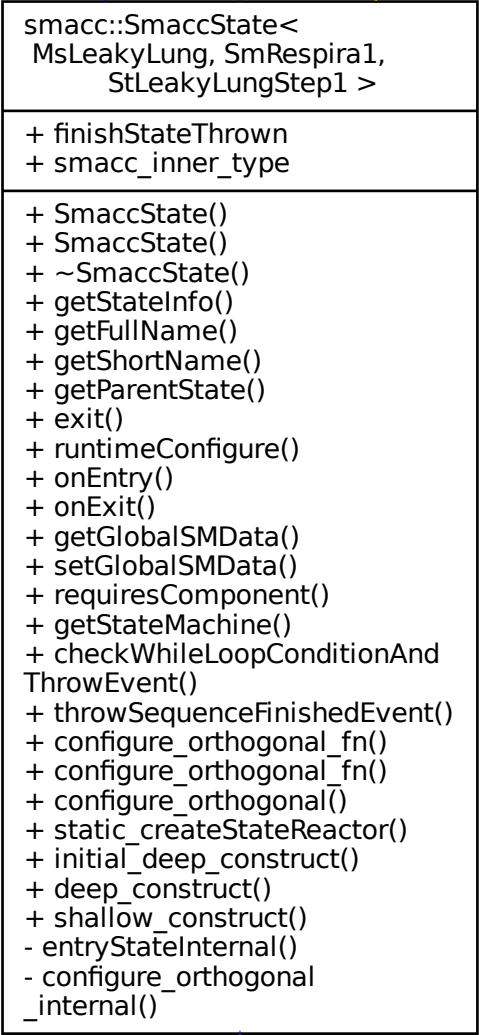 smacc::SmaccState<
MsLeakyLung, SmRespira1,
StLeakyLungStep1 >
+ finishStateThrown
+ smacc_inner_type
+ SmaccState()
+ SmaccState()
+ ~SmaccState()
+ getStateInfo()
+ getFullName()
+ getShortName()
+ getParentState()
+ exit()
+ runtimeConfigure()
+ onEntry()
+ onExit()
+ getGlobalSMData()
+ setGlobalSMData()
+ requiresComponent()
+ getStateMachine()
+ checkWhileLoopConditionAnd
ThrowEvent()
+ throwSequenceFinishedEvent()
+ configure_orthogonal_fn()
+ configure_orthogonal_fn()
+ configure_orthogonal()
+ static_createStateReactor()
+ initial_deep_construct()
+ deep_construct()
+ shallow_construct()
- entryStateInternal()
- configure_orthogonal
_internal()